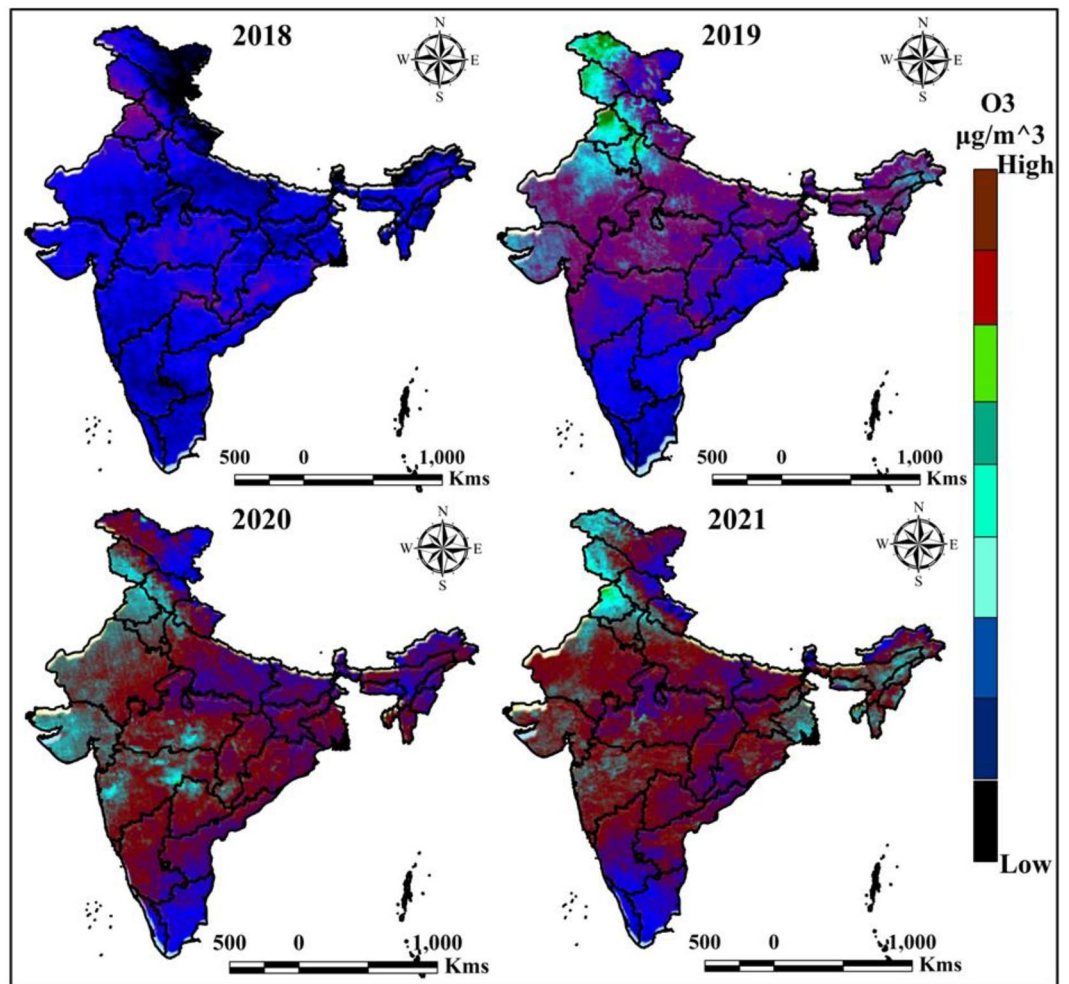 2018
N
W E
S
500 0 1,000
Kms
2019
N
W E
S
500 0 1,000
Kms
O3
µg/m^3
High
Low
2020
N
W E
S
500 0 1,000
Kms
2021
N
W E
S
500 0 1,000
Kms